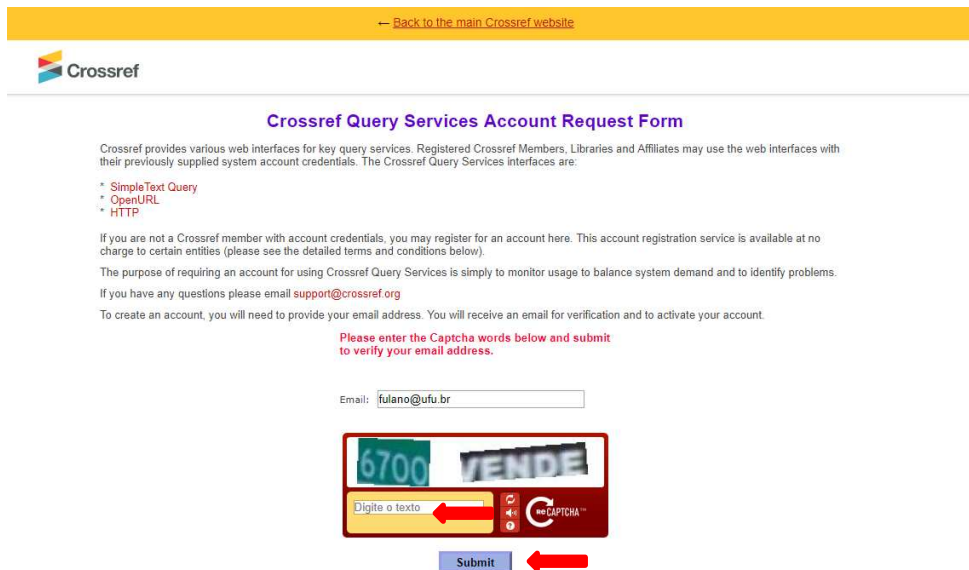 ← Back to the main Crossref website
Crossref
Crossref Query Services Account Request Form
Crossref provides various web interfaces for key query services. Registered Crossref Members, Libraries and Affiliates may use the web interfaces with
their previously supplied system account credentials. The Crossref Query Services interfaces are:
* SimpleText Query
* OpenURL
* HTTP
If you are not a Crossref member with account credentials, you may register for an account here. This account registration service is available at no
charge to certain entities (please see the detailed terms and conditions below).
The purpose of requiring an account for using Crossref Query Services is simply to monitor usage to balance system demand and to identify problems.
If you have any questions please email support@crossref.org
To create an account, you will need to provide your email address. You will receive an email for verification and to activate your account.
Please enter the Captcha words below and submit
to verify your email address.
Email: fulano@ufu.br
6700 VENDE
Digite o texto
reCAPTCHA™
Submit